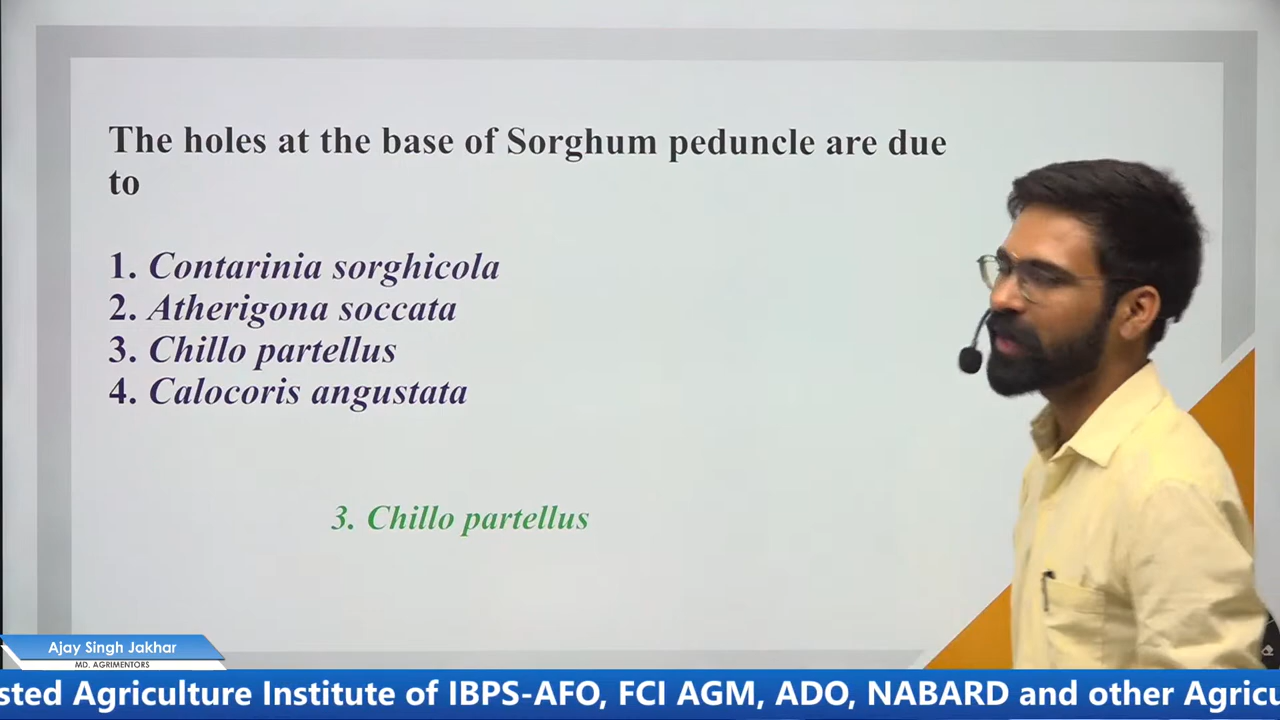 The holes at the base of Sorghum peduncle are due
to
1. Contarinia sorghicola
2. Atherigona soccata
3. Chillo partellus
4. Calocoris angustata
3. Chillo partellus
Ajay Singh Jakhar
MD. AGRIMENTORS
sted Agriculture Institute of IBPS-AFO, FCI AGM, ADO, NABARD and other Agricu